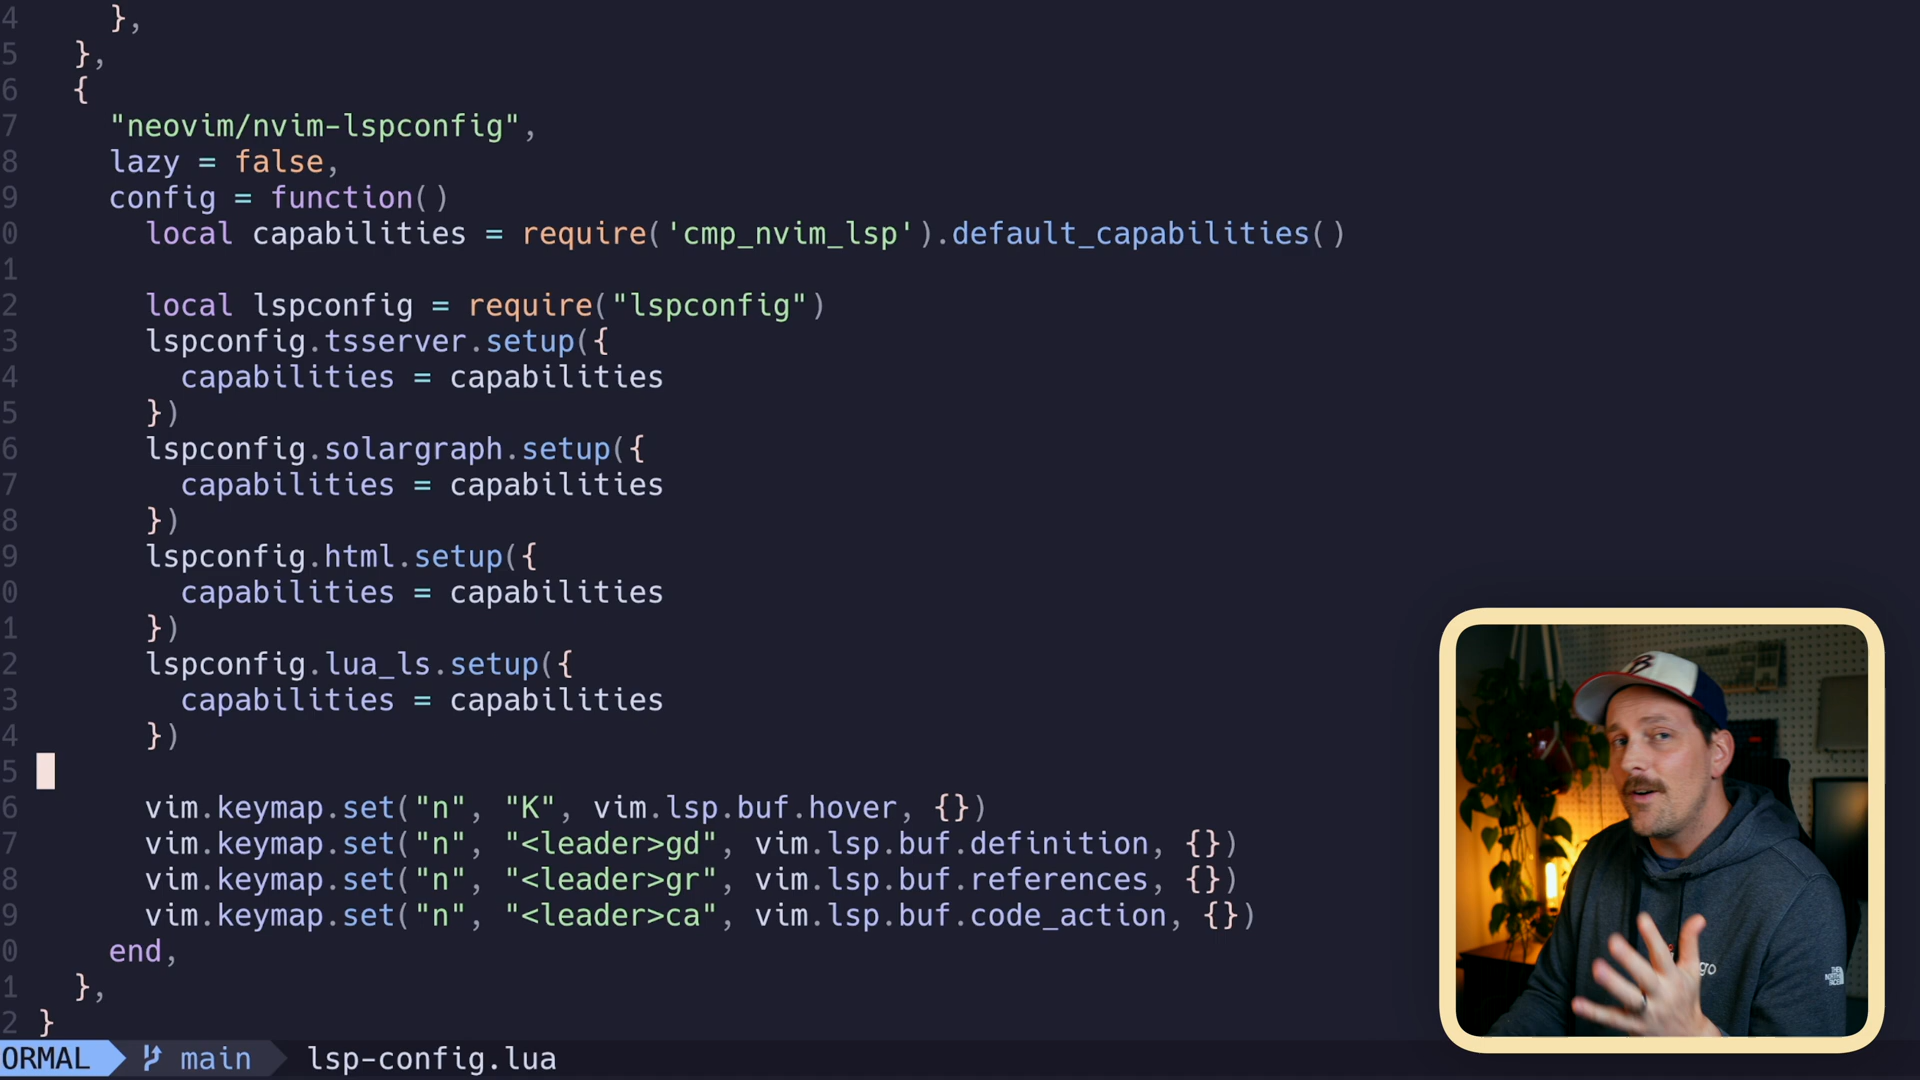 4 },
5 },
6 {
7 "neovim/nvim-lspconfig",
8 lazy = false,
9 config = function()
0 local capabilities = require('cmp_nvim_lsp').default_capabilities()
1
2 local lspconfig = require("lspconfig")
3 lspconfig.tsserver.setup({
4 capabilities = capabilities
5 })
6 lspconfig.solargraph.setup({
7 capabilities = capabilities
8 })
9 lspconfig.html.setup({
0 capabilities = capabilities
1 })
2 lspconfig.lua_ls.setup({
3 capabilities = capabilities
4 })
5
6 vim.keymap.set("n", "K", vim.lsp.buf.hover, {})
7 vim.keymap.set("n", "<leader>gd", vim.lsp.buf.definition, {})
8 vim.keymap.set("n", "<leader>gr", vim.lsp.buf.references, {})
9 vim.keymap.set("n", "<leader>ca", vim.lsp.buf.code_action, {})
0 end,
1 },
2 }
ORMAL main lsp-config.lua
B
go
THE NORTH FACE